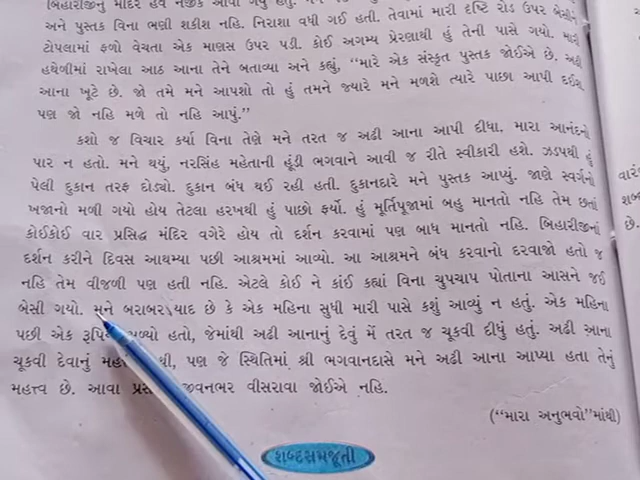 બિહારીજીનું મંદિર હવે નજીક આવી ગયું હતું.
અને પુસ્તક વિના ભણી શકીશ નહિ. નિરાશા વધી ગઈ હતી. તેવામાં મારી દૃષ્ટિ રોડ ઉપર બેસીને
ટોપલામાં ફળો વેચતા એક માણસ ઉપર પડી. કોઈ અગમ્ય પ્રેરણાથી હું તેની પાસે ગયો. મારી
હથેળીમાં રાખેલા આઠ આના તેને બતાવ્યા અને કહ્યું, “મારે એક સંસ્કૃત પુસ્તક જોઈએ છે. અઢી
આના ખૂટે છે. જો તમે મને આપશો તો હું તમને જ્યારે મને મળશે ત્યારે પાછા આપી દઈશ,
પણ જો નહિ મળે તો નહિ આપું.”
કશો જ વિચાર કર્યા વિના તેણે મને તરત જ અઢી આના આપી દીધા. મારા આનંદનો
પાર ન હતો. મને થયું, નરસિંહ મહેતાની હૂંડી ભગવાને આવી જ રીતે સ્વીકારી હશે. ઝડપથી હું
પેલી દુકાન તરફ દોડ્યો. દુકાન બંધ થઈ રહી હતી. દુકાનદારે મને પુસ્તક આપ્યું. જાણે સ્વર્ગનો
ખજાનો મળી ગયો હોય તેટલા હરખથી હું પાછો ફર્યો. હું મૂર્તિપૂજામાં બહુ માનતો નહિ તેમ છતાં
કોઈકોઈ વાર પ્રસિદ્ધ મંદિર વગેરે હોય તો દર્શન કરવામાં પણ બાધ માનતો નહિ. બિહારીજીનાં
દર્શન કરીને દિવસ આથમ્યા પછી આશ્રમમાં આવ્યો. આ આશ્રમને બંધ કરવાનો દરવાજો હતો જ
નહિ તેમ વીજળી પણ હતી નહિ. એટલે કોઈ ને કાંઈ કહ્યાં વિના ચુપચાપ પોતાના આસને જઈ
બેસી ગયો. મને બરાબર યાદ છે કે એક મહિના સુધી મારી પાસે કશું આવ્યું ન હતું. એક મહિના
પછી એક હતો, જેમાંથી અઢી આનાનું દેવું મેં તરત જ ચૂકવી દીધું હતું. અઢી આના
ચૂકવી દેવાનું પણ જે સ્થિતિમાં શ્રી ભગવાનદાસે મને અઢી આના આપ્યા હતા તેનું
મહત્ત્વ છે. આવા જીવનભર વીસરાવા જોઈએ નહિ.
(“મારા અનુભવો”માંથી)
શબ્દસમજૂતી
વારં
શબ્દ
છે.